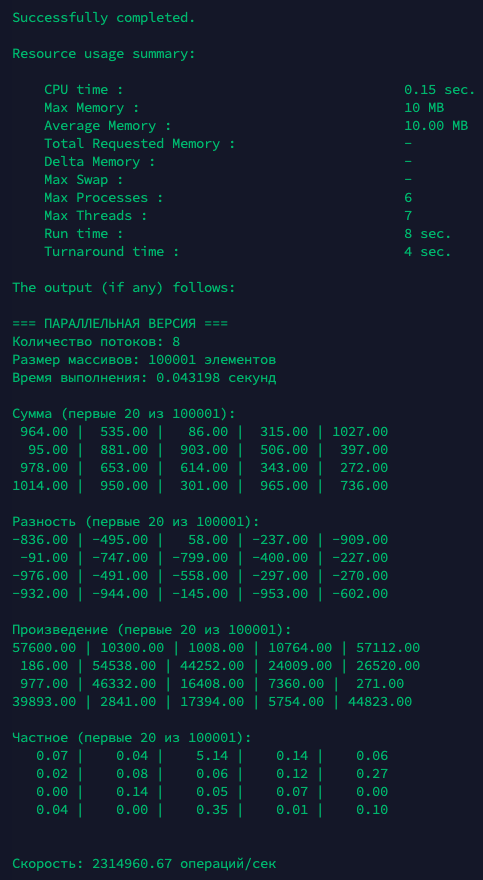 Successfully completed.

Resource usage summary:

    CPU time :                                   0.15 sec.
    Max Memory :                                 10 MB
    Average Memory :                             10.00 MB
    Total Requested Memory :                     -
    Delta Memory :                               -
    Max Swap :                                   -
    Max Processes :                              6
    Max Threads :                                7
    Run time :                                   8 sec.
    Turnaround time :                            4 sec.

The output (if any) follows:

=== ПАРАЛЛЕЛЬНАЯ ВЕРСИЯ ===
Количество потоков: 8
Размер массивов: 100001 элементов
Время выполнения: 0.043198 секунд

Сумма (первые 20 из 100001):
 964.00 |  535.00 |   86.00 |  315.00 | 1027.00
  95.00 |  881.00 |  903.00 |  506.00 |  397.00
 978.00 |  653.00 |  614.00 |  343.00 |  272.00
1014.00 |  950.00 |  301.00 |  965.00 |  736.00

Разность (первые 20 из 100001):
-836.00 | -495.00 |   58.00 | -237.00 | -909.00
 -91.00 | -747.00 | -799.00 | -400.00 | -227.00
-976.00 | -491.00 | -558.00 | -297.00 | -270.00
-932.00 | -944.00 | -145.00 | -953.00 | -602.00

Произведение (первые 20 из 100001):
57600.00 | 10300.00 | 1008.00 | 10764.00 | 57112.00
 186.00 | 54538.00 | 44252.00 | 24009.00 | 26520.00
 977.00 | 46332.00 | 16408.00 | 7360.00 |  271.00
39893.00 | 2841.00 | 17394.00 | 5754.00 | 44823.00

Частное (первые 20 из 100001):
   0.07 |    0.04 |    5.14 |    0.14 |    0.06
   0.02 |    0.08 |    0.06 |    0.12 |    0.27
   0.00 |    0.14 |    0.05 |    0.07 |    0.00
   0.04 |    0.00 |    0.35 |    0.01 |    0.10


Скорость: 2314960.67 операций/сек